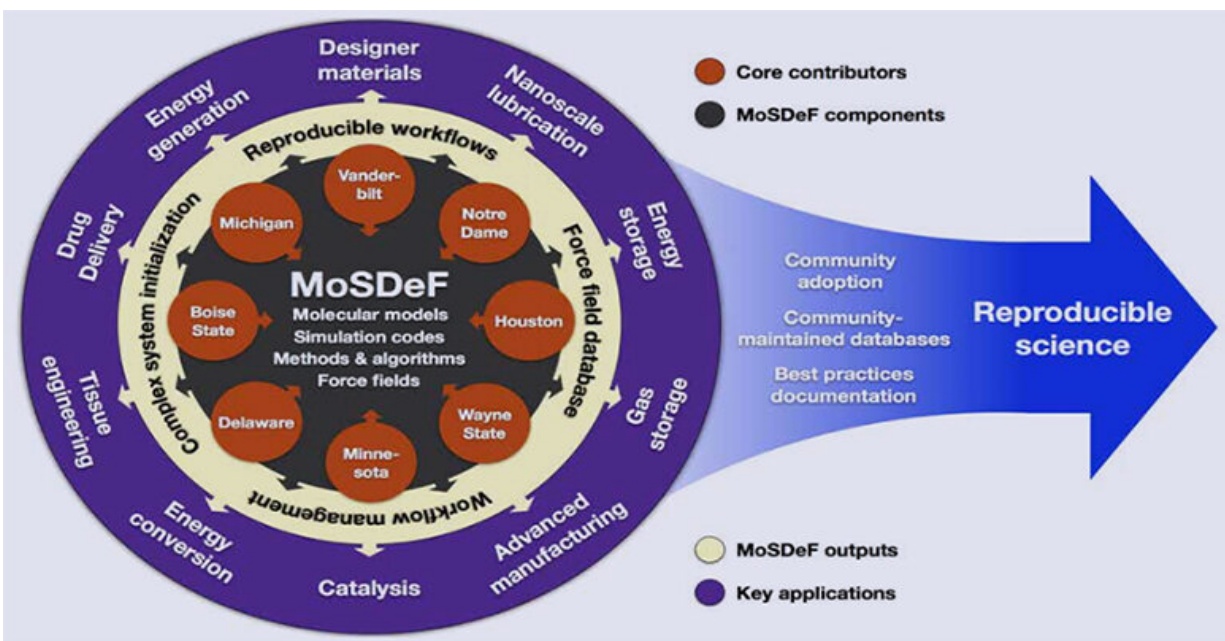 Designer
materials
Nanoscale
lubrication
Energy
storage
Gas
storage
Advanced
manufacturing
Catalysis
Energy
conversion
Tissue
engineering
Drug
Delivery
Energy
generation
Reproducible workflows
Force field database
Workflow management
Complex system initialization
Vander-
bilt
Notre
Dame
Houston
Wayne
State
Minne-
sota
Delaware
Boise
State
Michigan
MoSDeF
Molecular models
Simulation codes
Methods & algorithms
Force fields
Core contributors
MoSDeF components
Community
adoption
Community-
maintained databases
Best practices
documentation
Reproducible
science
MoSDeF outputs
Key applications